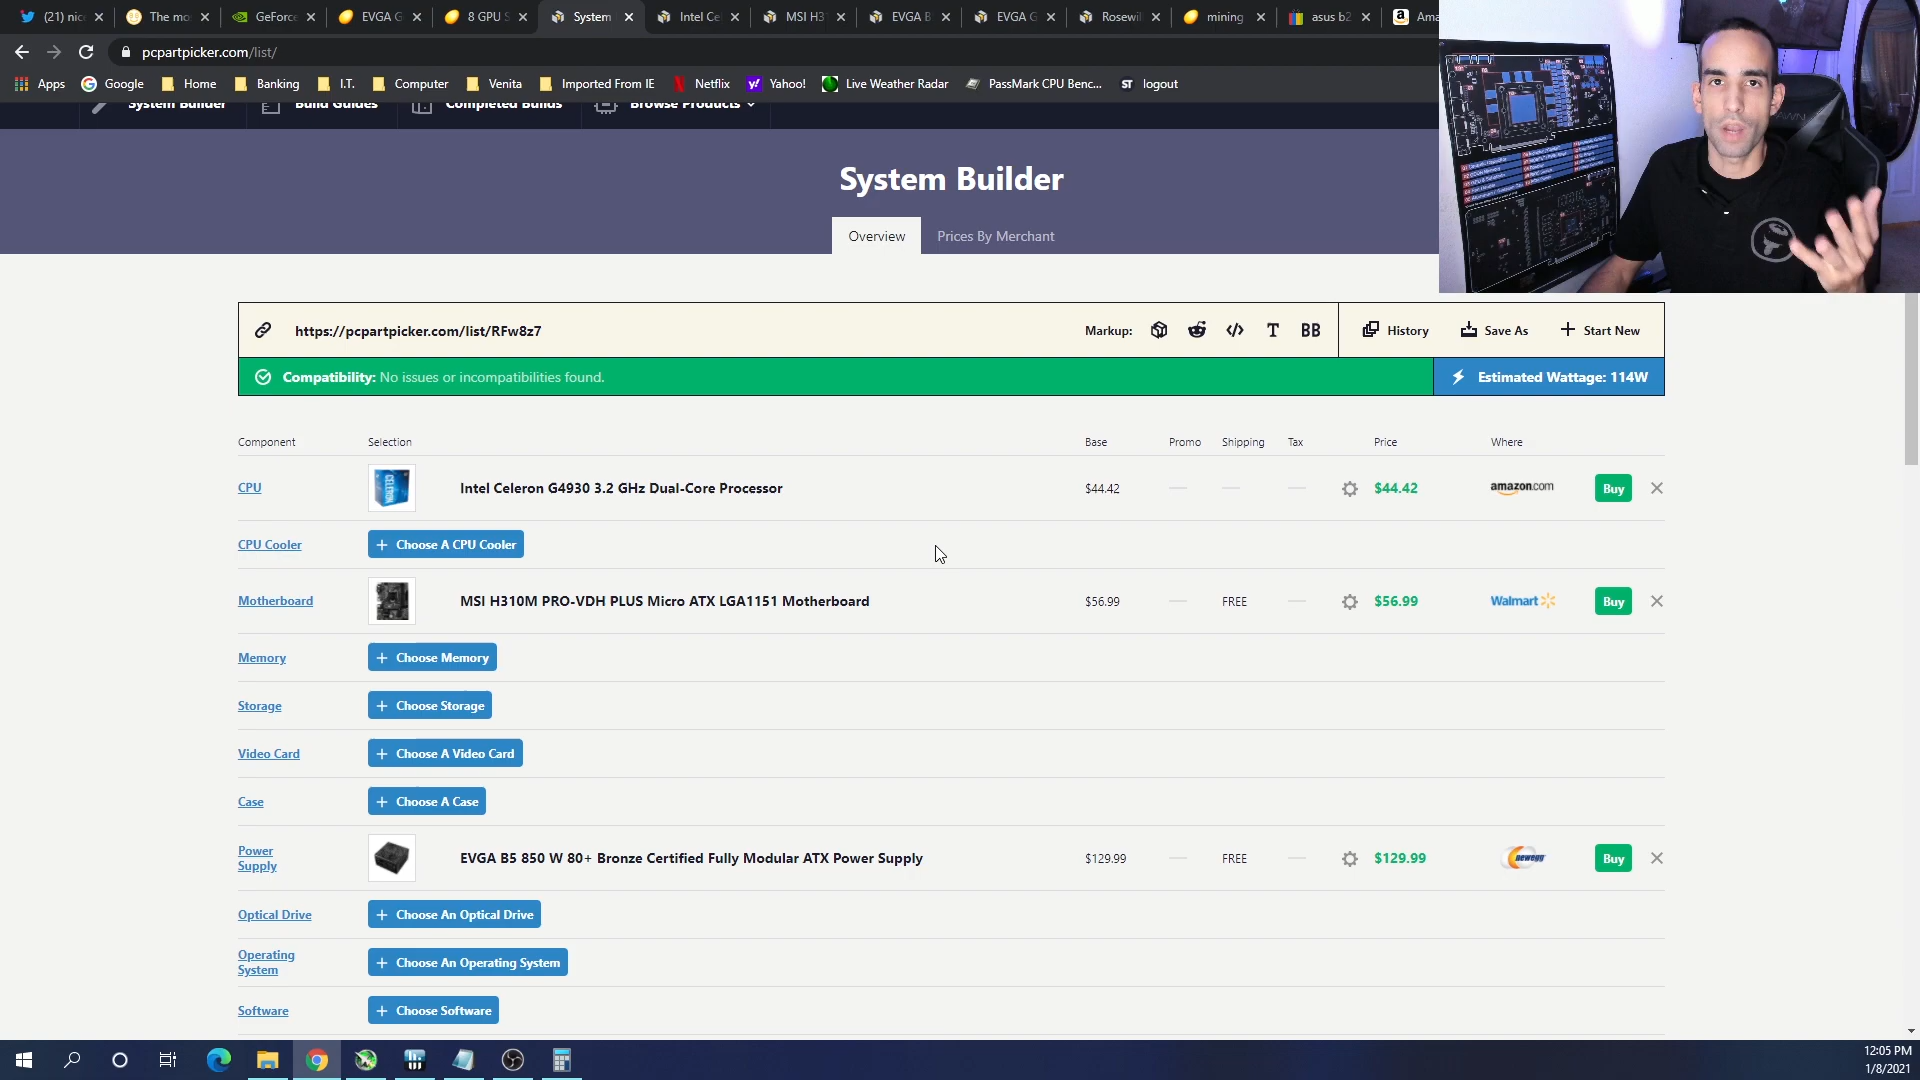 (21) nic
The mo
GeForc
EVGA G
8 GPU S
System
Intel Ce
MSI H3
EVGA B
EVGA G
Rosewil
mining
asus b2
Ama
pcpartpicker.com/list/
Apps
Google
Home
Banking
I.T.
Computer
Venita
Imported From IE
Netflix
Yahoo!
Live Weather Radar
PassMark CPU Benc...
ST
logout
System Builder
Build Guides
Completed Builds
Browse Products
System Builder
Overview
Prices By Merchant
https://pcpartpicker.com/list/RFw8z7
Markup:
T
BB
History
Save As
Start New
Compatibility: No issues or incompatibilities found.
Estimated Wattage: 114W
Component Selection Base Promo Shipping Tax Price Where
CPU
CELERON
Intel Celeron G4930 3.2 GHz Dual-Core Processor $44.42 $44.42 amazon.com Buy
CPU Cooler Choose A CPU Cooler
Motherboard MSI H310M PRO-VDH PLUS Micro ATX LGA1151 Motherboard $56.99 FREE $56.99 Walmart Buy
Memory Choose Memory
Storage Choose Storage
Video Card Choose A Video Card
Case Choose A Case
Power
Supply
EVGA B5 850 W 80+ Bronze Certified Fully Modular ATX Power Supply $129.99 FREE $129.99 newegg Buy
Optical Drive Choose An Optical Drive
Operating
System
Choose An Operating System
Software Choose Software
12:05 PM
1/8/2021